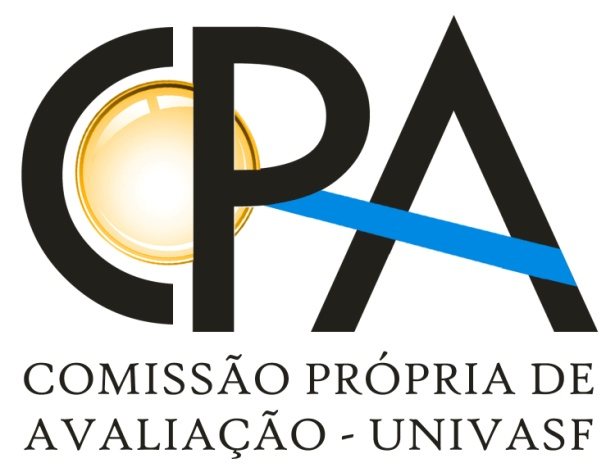 CPA
COMISSÃO PRÓPRIA DE
AVALIAÇÃO - UNIVASF